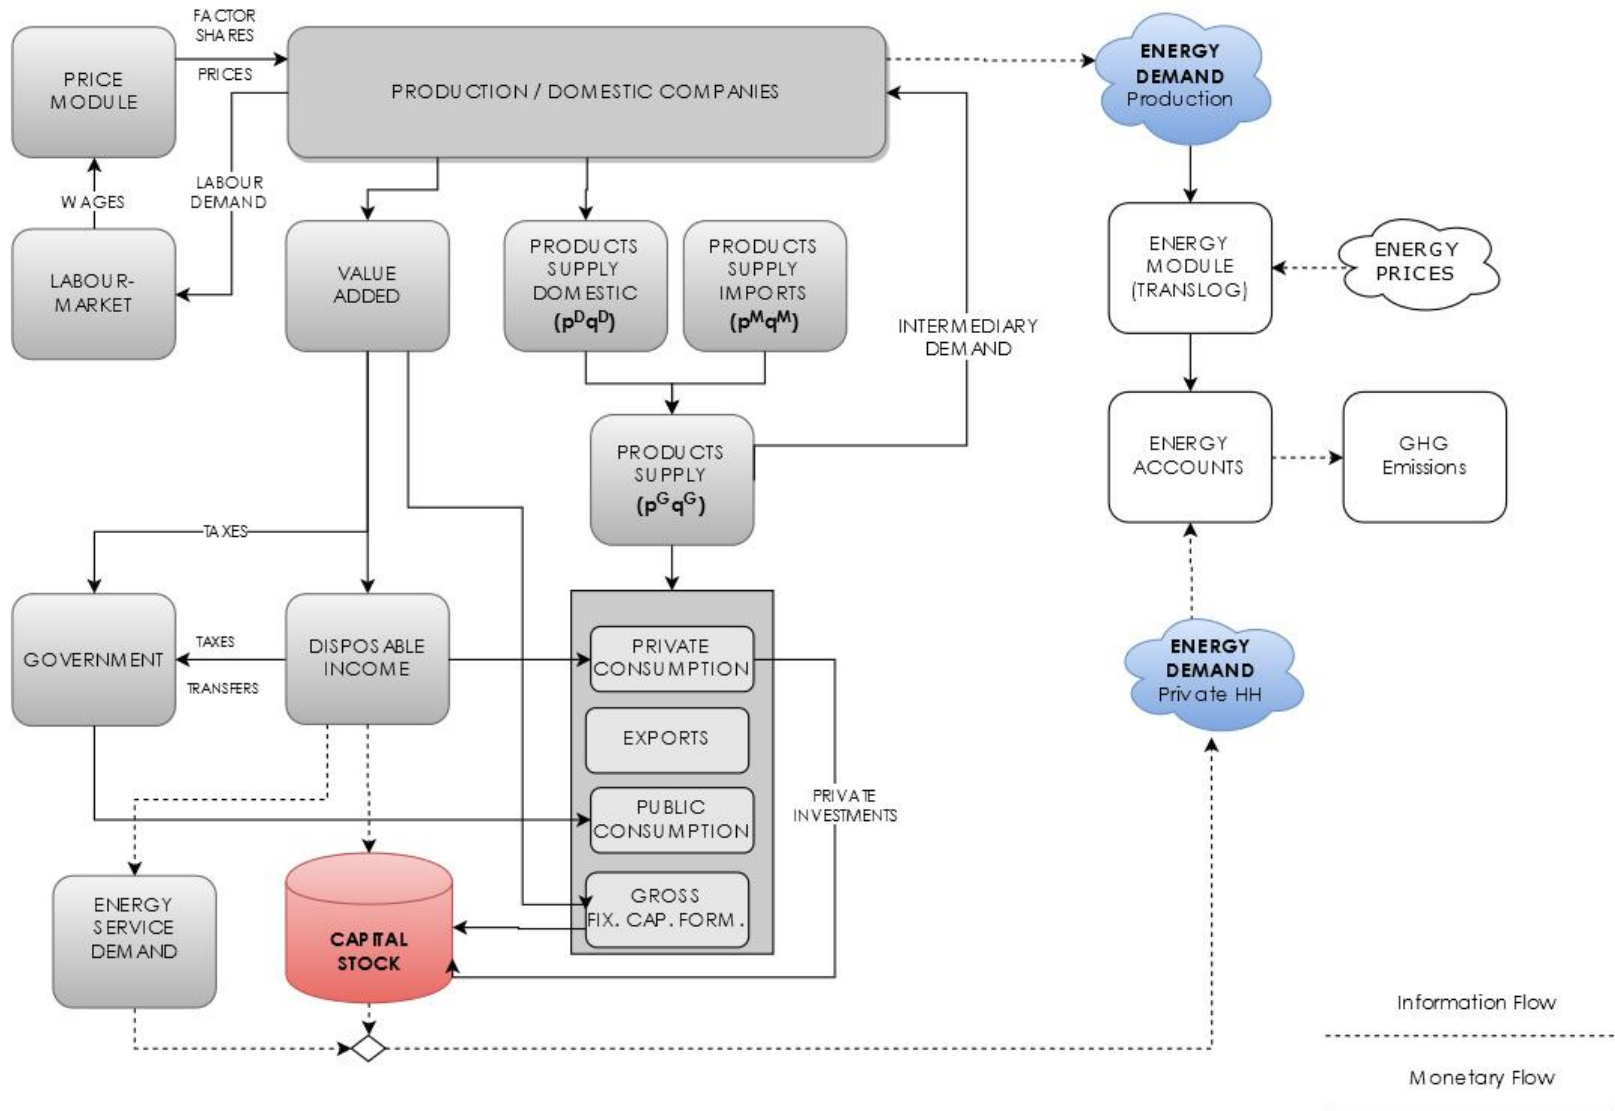 FACTOR
SHARES
PRICES
PRICE
MODULE
PRODUCTION / DOMESTIC COMPANIES
ENERGY
DEMAND
Production
WAGES
LABOUR
DEMAND
LABOUR-
MARKET
VALUE
ADDED
PRODUCTS
SUPPLY
DOMESTIC
(pᴰqᴰ)
PRODUCTS
SUPPLY
IMPORTS
(pᴹqᴹ)
ENERGY
MODULE
(TRANSLOG)
ENERGY
PRICES
INTERMEDIARY
DEMAND
PRODUCTS
SUPPLY
(pᴳqᴳ)
ENERGY
ACCOUNTS
GHG
Emissions
TAXES
GOVERNMENT
TAXES
TRANSFERS
DISPOSABLE
INCOME
PRIVATE
CONSUMPTION
EXPORTS
PUBLIC
CONSUMPTION
GROSS
FIX. CAP. FORM.
PRIVATE
INVESTMENTS
ENERGY
DEMAND
Private HH
ENERGY
SERVICE
DEMAND
CAPITAL
STOCK
Information Flow
Monetary Flow